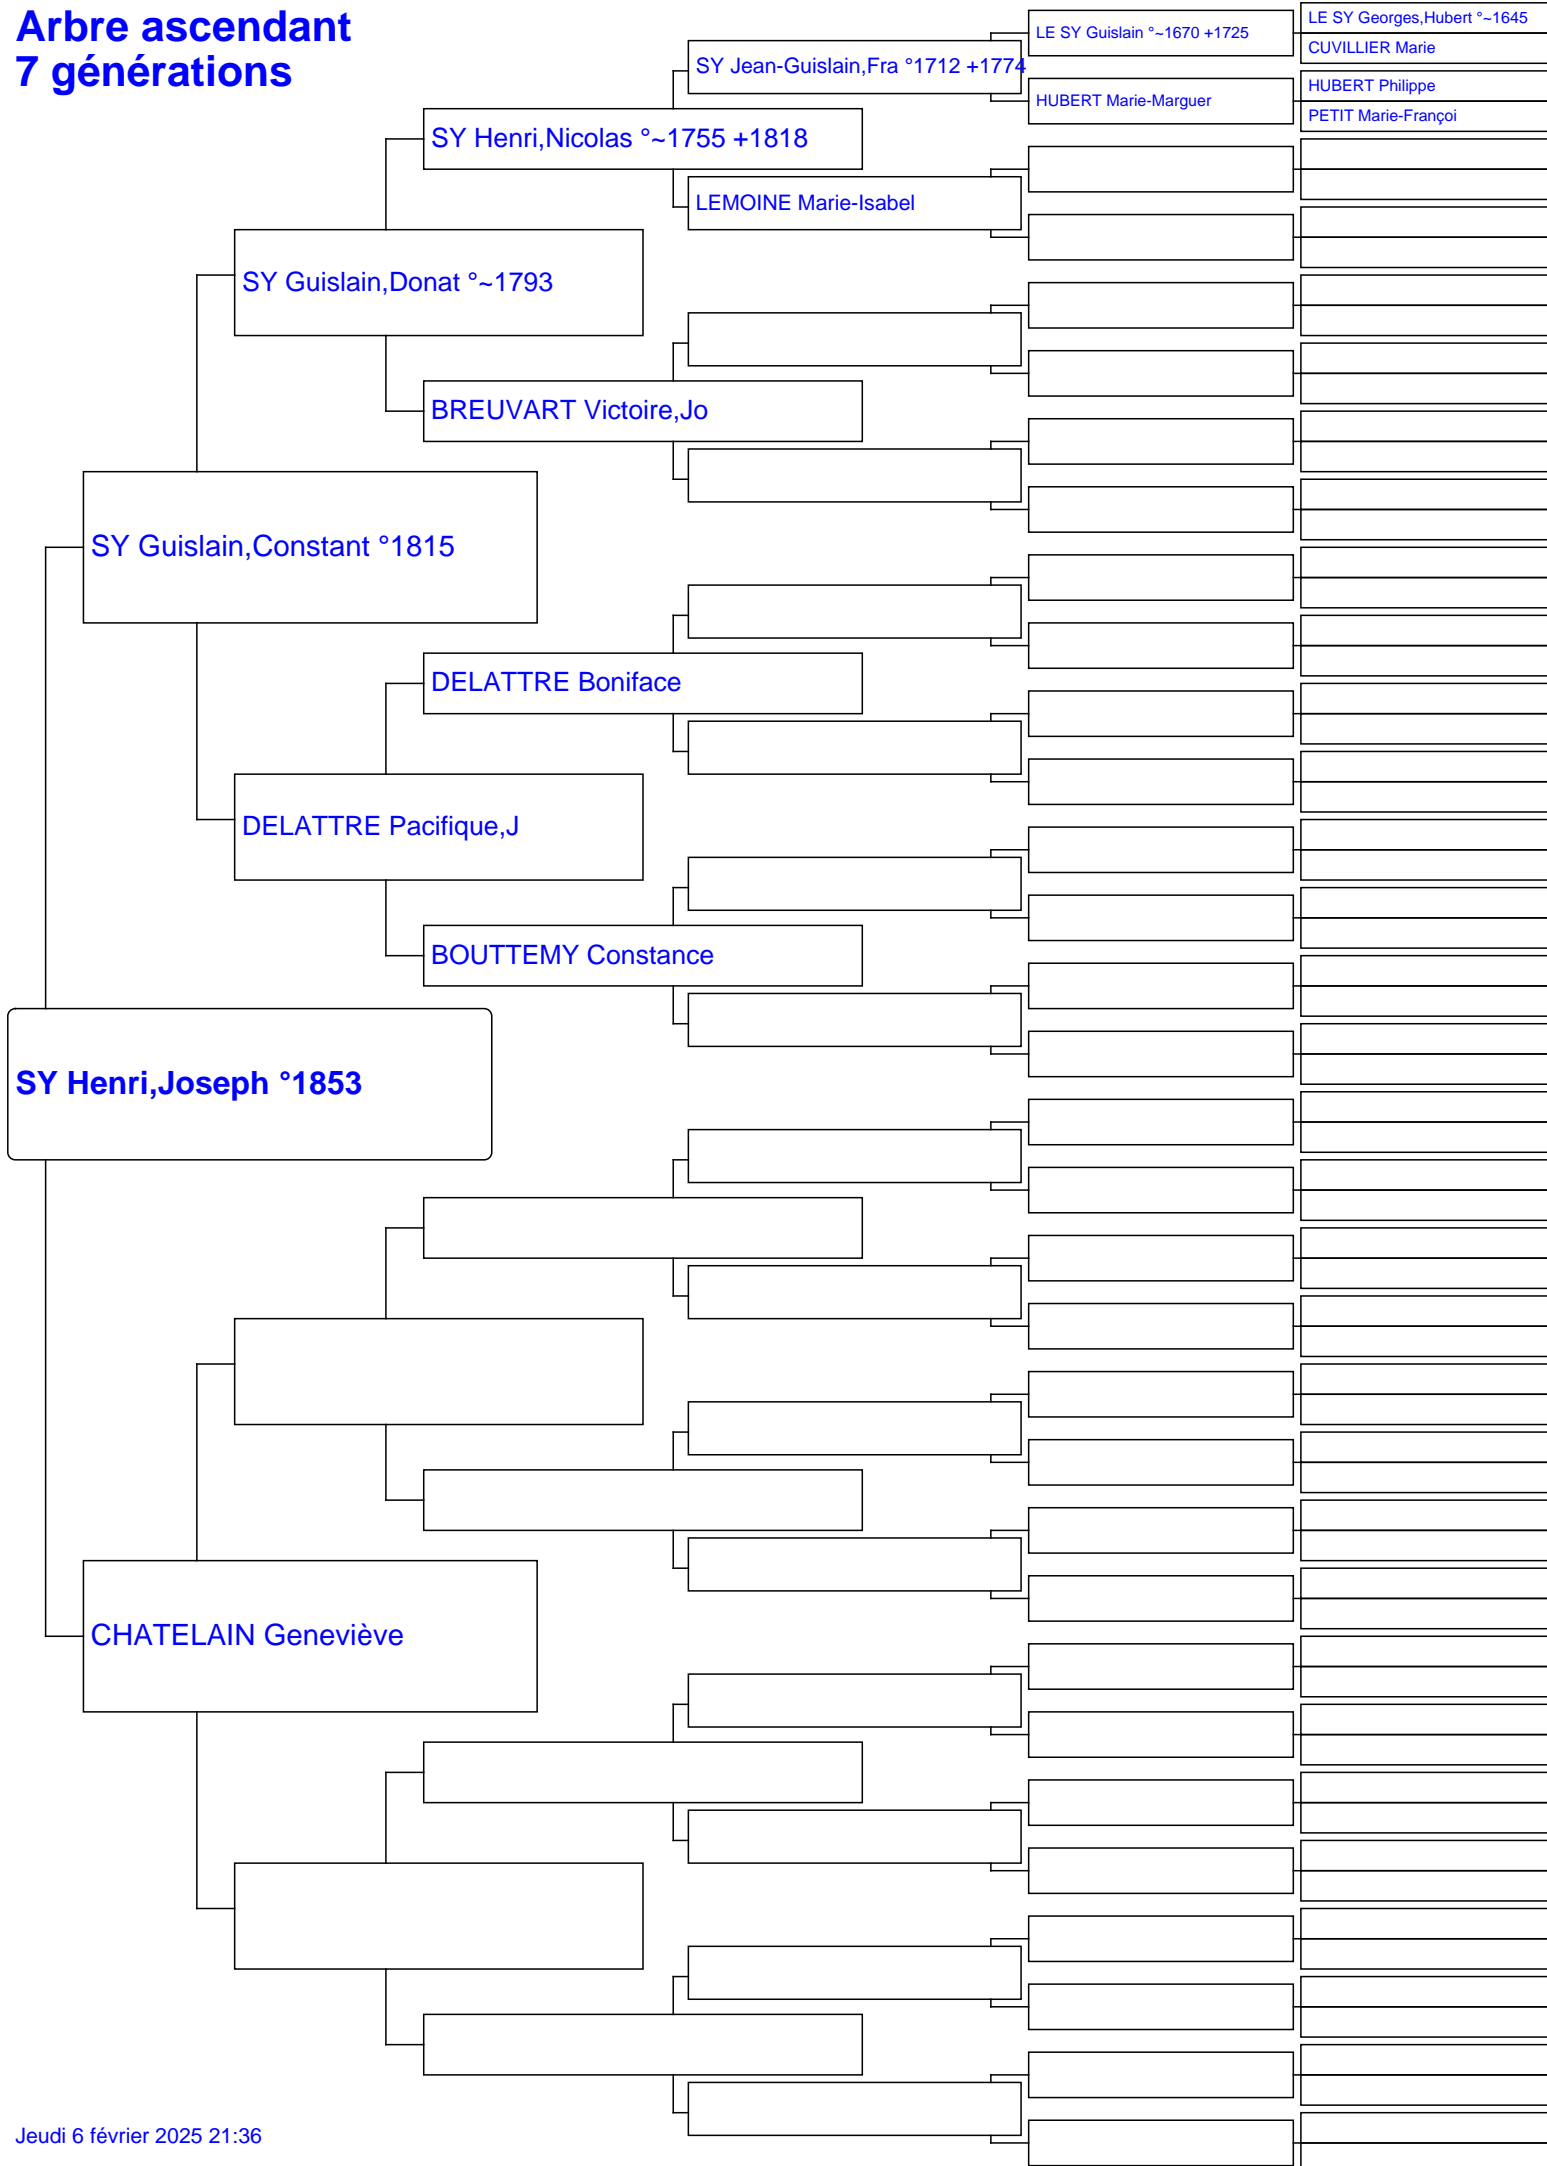 Arbre ascendant
7 générations
LE SY Georges,Hubert °~1645
LE SY Guislain °~1670 +1725
CUVILLIER Marie
SY Jean-Guislain,Fra °1712 +1774
HUBERT Philippe
HUBERT Marie-Marguer
PETIT Marie-Françoi
SY Henri,Nicolas °~1755 +1818
LEMOINE Marie-Isabel
SY Guislain,Donat °~1793
BREUVART Victoire,Jo
SY Guislain,Constant °1815
DELATTRE Boniface
DELATTRE Pacifique,J
BOUTTEMY Constance
SY Henri,Joseph °1853
CHATELAIN Geneviève
Jeudi 6 février 2025 21:36